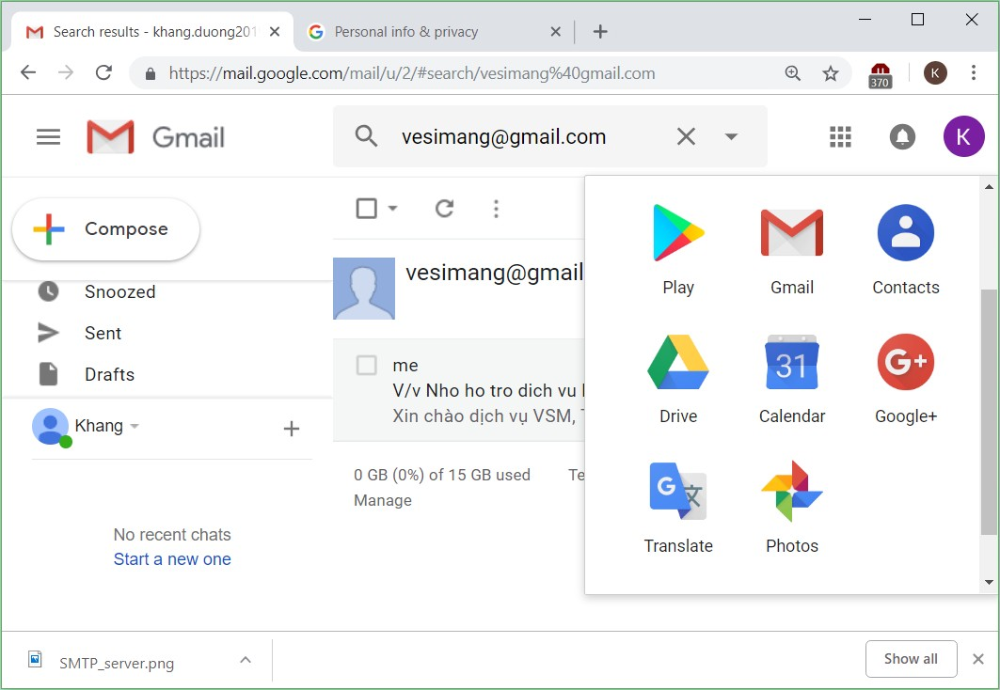 Search results - khang.duong201
Personal info & privacy
https://mail.google.com/mail/u/2/#search/vesimang%40gmail.com
370
K
Gmail
vesimang@gmail.com
K
Compose
Snoozed
Sent
Drafts
Khang
No recent chats
Start a new one
vesimang@gmail
me
V/v Nho ho tro dich vu
Xin chào dịch vụ VSM,
0 GB (0%) of 15 GB used
Te
Manage
Play
Gmail
Contacts
Drive
31
Calendar
G+
Google+
G 文
Translate
Photos
SMTP_server.png
Show all